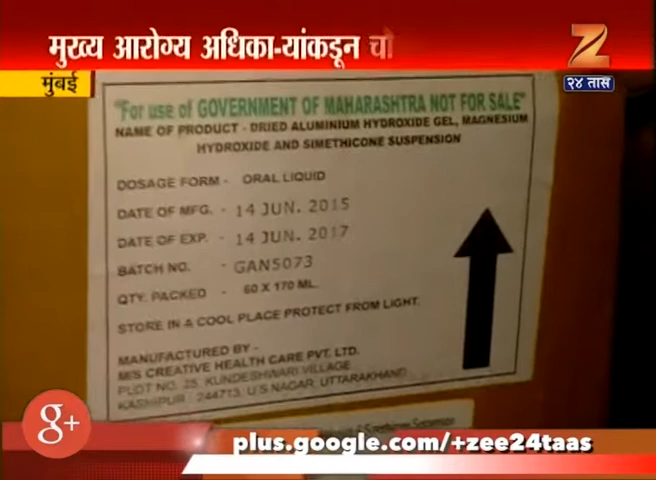 मुख्य आरोग्य अधिका-यांकडून
मुंबई
२४ तास
"For use of GOVERNMENT OF MAHARASHTRA NOT FOR SALE"
NAME OF PRODUCT - DRIED ALUMINIUM HYDROXIDE GEL, MAGNESIUM
HYDROXIDE AND SIMETHICONE SUSPENSION
DOSAGE FORM - ORAL LIQUID
DATE OF MFG. - 14 JUN. 2015
DATE OF EXP. - 14 JUN. 2017
BATCH NO. - GAN5073
QTY. PACKED - 60 X 170 ML.
STORE IN A COOL PLACE PROTECT FROM LIGHT.
MANUFACTURED BY -
M/S CREATIVE HEALTH CARE PVT. LTD.
PLOT NO. 25, KUNDESHWARI VILLAGE
KASHIPUR - 244713, U.S NAGAR, UTTARAKHAND
g+
plus.google.com/+zee24taas